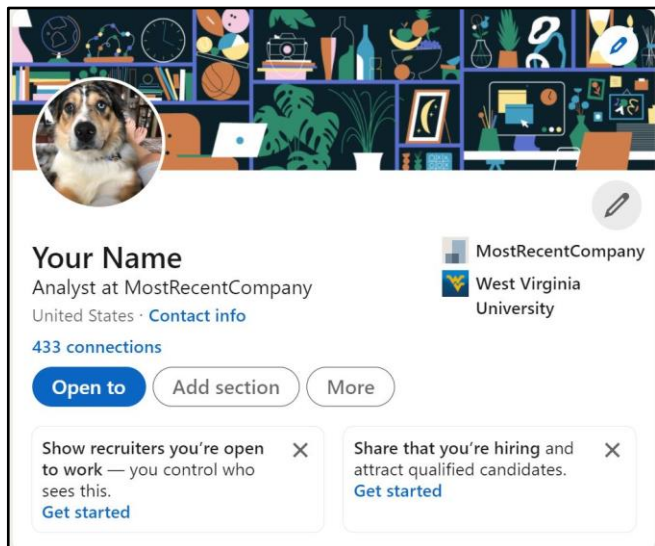 Your Name
Analyst at MostRecentCompany
United States · Contact info
433 connections
Open to
Add section
More
MostRecentCompany
West Virginia
University
Show recruiters you're open
to work — you control who
sees this.
Get started
Share that you're hiring and
attract qualified candidates.
Get started